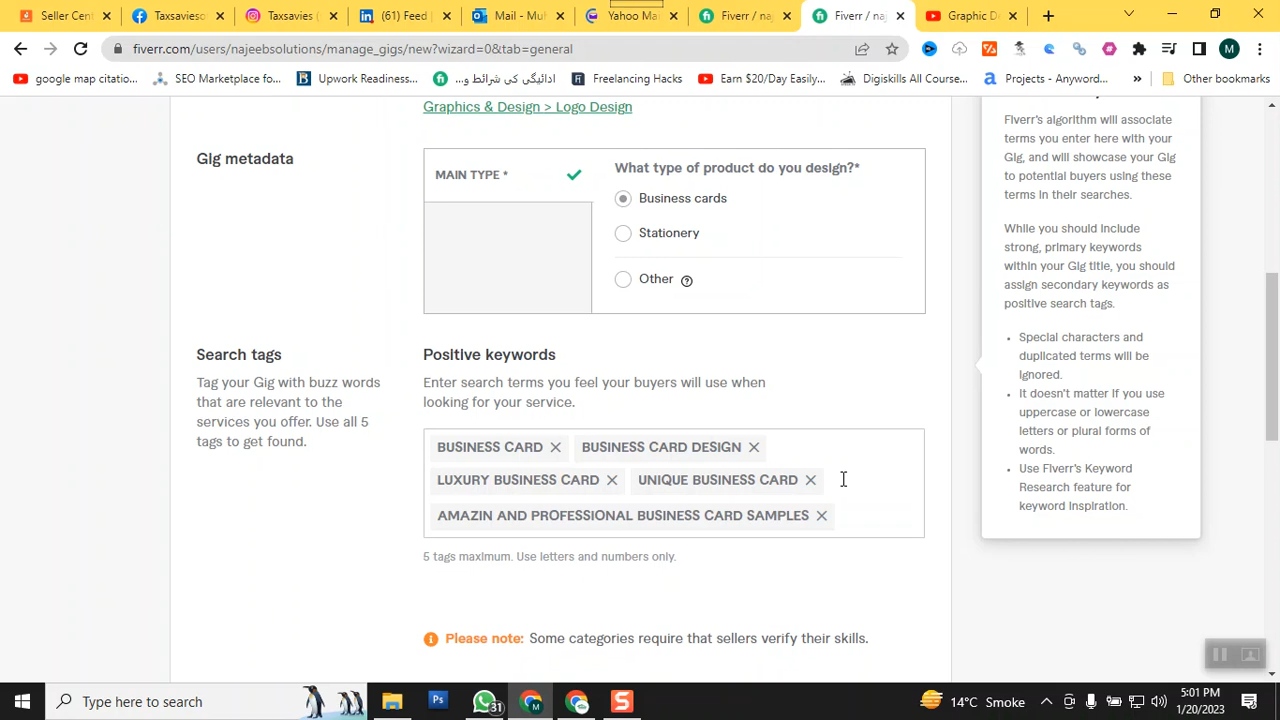 Seller Cent
Taxsavieso
Taxsavies (
(61) Feed |
Mail - Mul
Yahoo Mai
Fiverr / na
Fiverr / naj
Graphic D
fiverr.com/users/najeebsolutions/manage_gigs/new?wizard=0&tab=general
M
google map citatio...
SEO Marketplace fo...
Upwork Readiness...
ادائیگی کی شرائط و...
Freelancing Hacks
Earn $20/Day Easily...
Digiskills All Course...
Projects - Anyword...
»
Other bookmarks
Graphics & Design > Logo Design
Gig metadata
MAIN TYPE *
What type of product do you design?*
Business cards
Stationery
Other
Search tags
Tag your Gig with buzz words
that are relevant to the
services you offer. Use all 5
tags to get found.
Positive keywords
Enter search terms you feel your buyers will use when
looking for your service.
BUSINESS CARD
BUSINESS CARD DESIGN
LUXURY BUSINESS CARD
UNIQUE BUSINESS CARD
AMAZIN AND PROFESSIONAL BUSINESS CARD SAMPLES
5 tags maximum. Use letters and numbers only.
Please note: Some categories require that sellers verify their skills.
Fiverr's algorithm will associate
terms you enter here with your
Gig, and will showcase your Gig
to potential buyers using these
terms in their searches.
While you should include
strong, primary keywords
within your Gig title, you should
assign secondary keywords as
positive search tags.
• Special characters and
duplicated terms will be
ignored.
• It doesn't matter if you use
uppercase or lowercase
letters or plural forms of
words.
• Use Fiverr's Keyword
Research feature for
keyword inspiration.
Type here to search
Ps
31
14°C Smoke
5:01 PM
1/20/2023